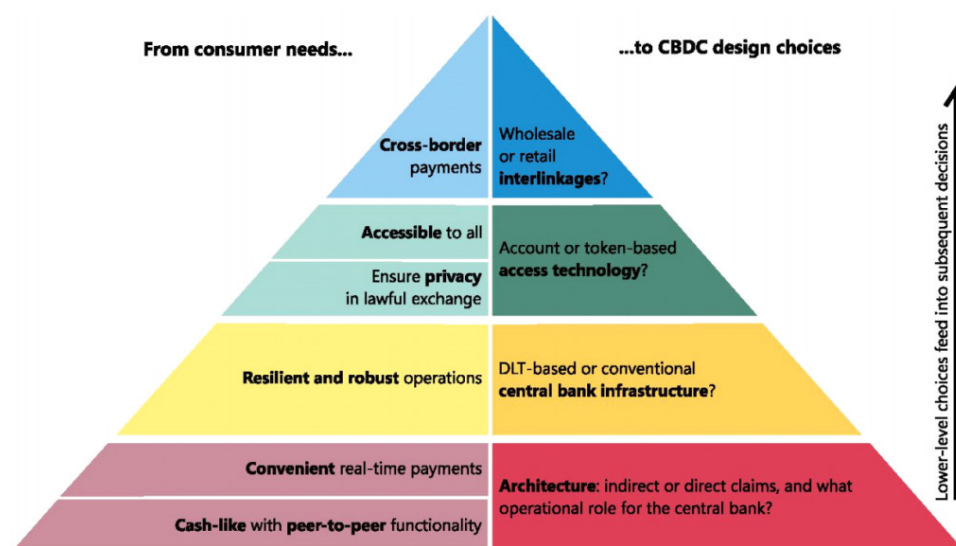 From consumer needs...
...to CBDC design choices
Cross-border
payments
Wholesale
or retail
interlinkages?
Accessible to all
Ensure privacy
in lawful exchange
Account or token-based
access technology?
Resilient and robust operations
DLT-based or conventional
central bank infrastructure?
Convenient real-time payments
Cash-like with peer-to-peer functionality
Architecture: indirect or direct claims, and what
operational role for the central bank?
Lower-level choices feed into subsequent decisions